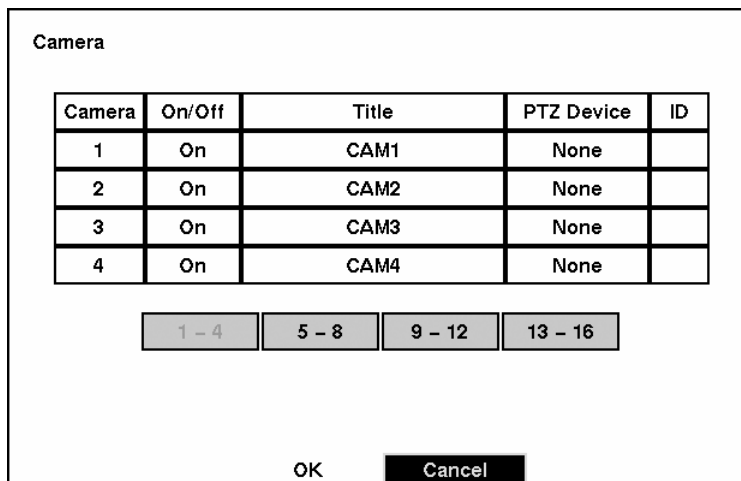 Camera
Camera On/Off Title PTZ Device ID
1 On CAM1 None
2 On CAM2 None
3 On CAM3 None
4 On CAM4 None
1 – 4 5 – 8 9 – 12 13 – 16
OK Cancel